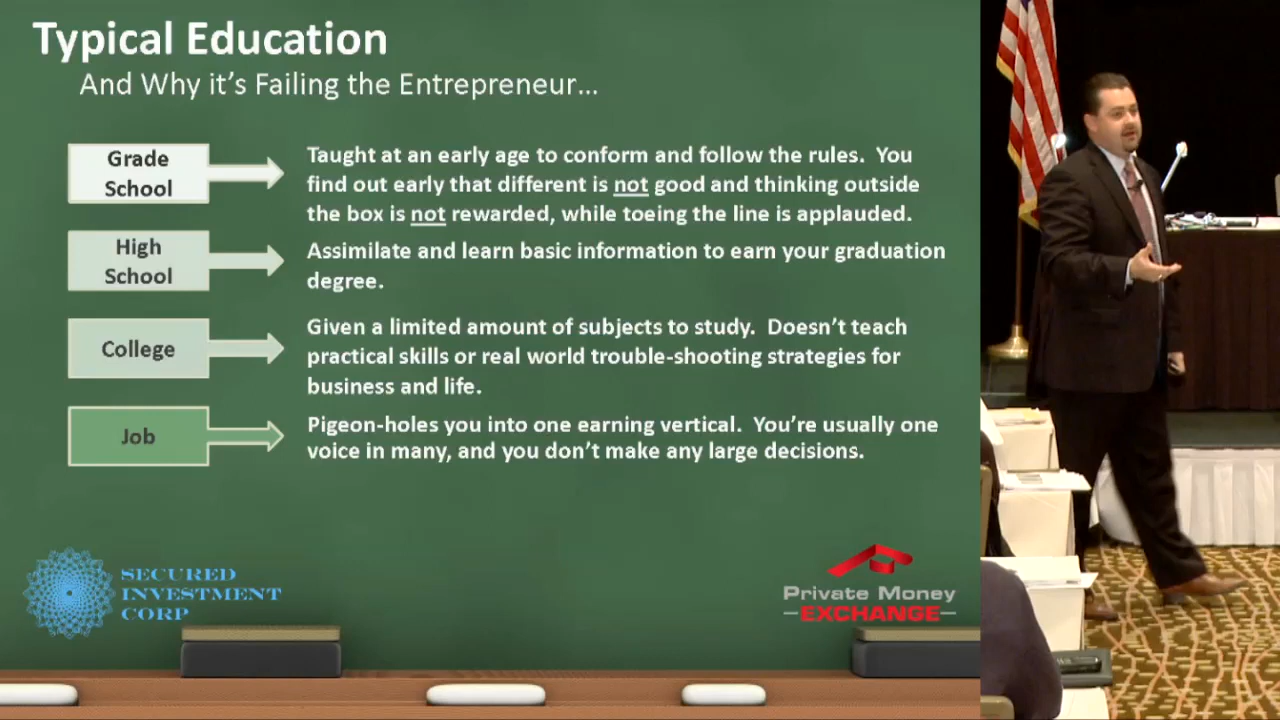 Typical Education
And Why it's Failing the Entrepreneur...
Grade
School
Taught at an early age to conform and follow the rules.  You
find out early that different is not good and thinking outside
the box is not rewarded, while toeing the line is applauded.
High
School
Assimilate and learn basic information to earn your graduation
degree.
College
Given a limited amount of subjects to study.  Doesn't teach
practical skills or real world trouble-shooting strategies for
business and life.
Job
Pigeon-holes you into one earning vertical.  You're usually one
voice in many, and you don't make any large decisions.
SECURED
INVESTMENT
CORP
Private Money
EXCHANGE